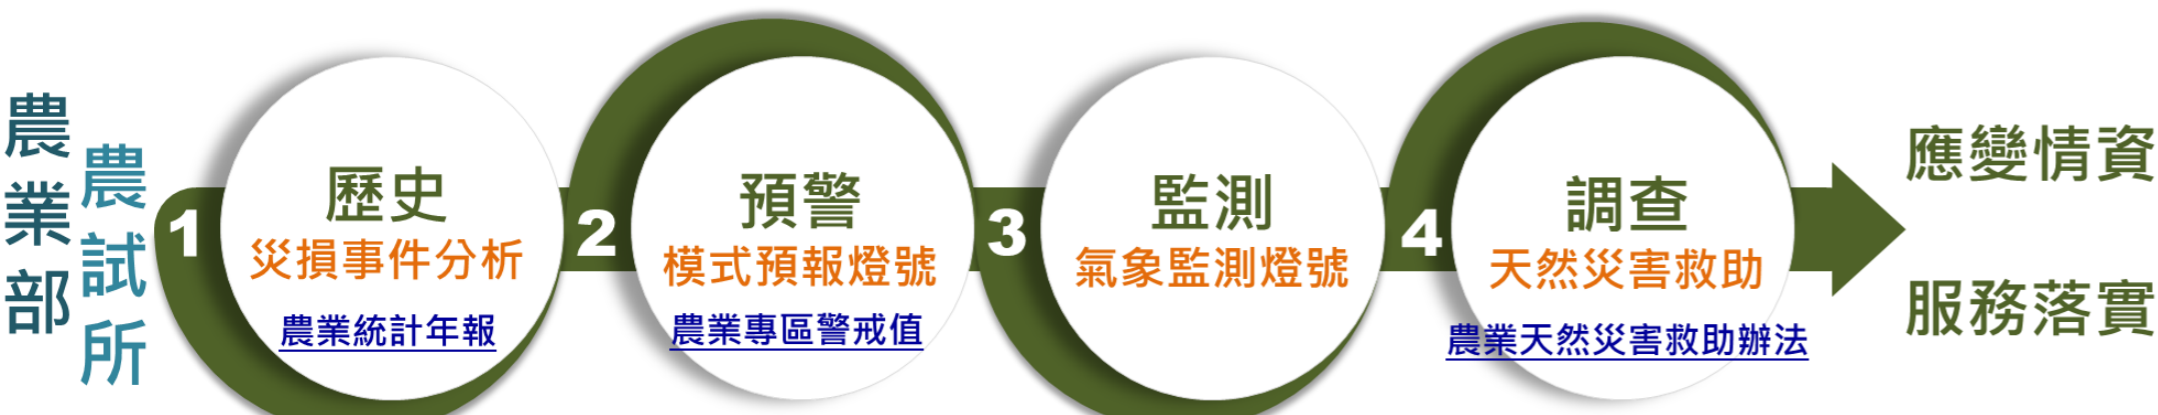 農業部
農試所
1
歷史
災損事件分析
農業統計年報
2
預警
模式預報燈號
農業專區警戒值
3
監測
氣象監測燈號
4
調查
天然災害救助
農業天然災害救助辦法
應變情資
服務落實